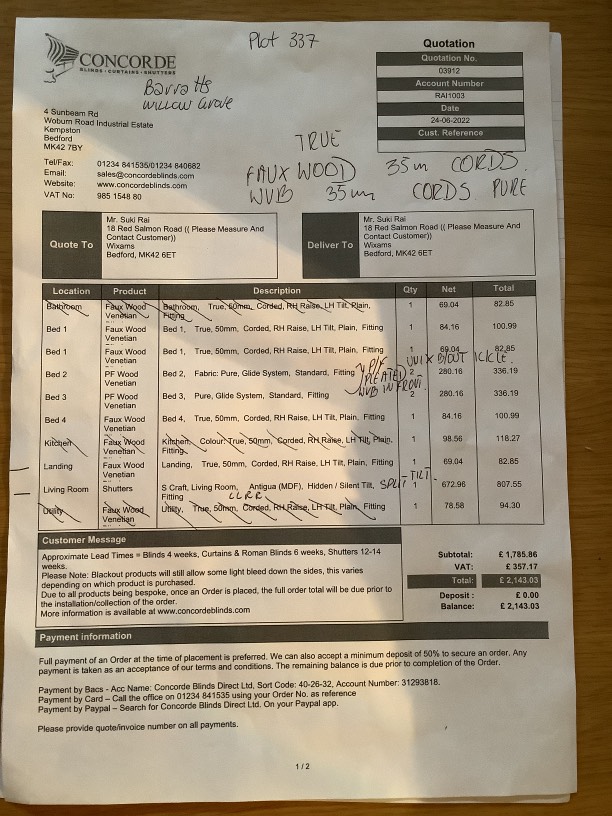 Plot 337
CONCORDE
BLINDS • CURTAINS • SHUTTERS
Barratts
Willow Grove
Quotation
Quotation No.
03912
Account Number
RAI1003
Date
24-06-2022
Cust. Reference
4 Sunbeam Rd
Woburn Road Industrial Estate
Kempston
Bedford
MK42 7BY
Tel/Fax: 01234 841535/01234 840682
Email: sales@concordeblinds.com
Website: www.concordeblinds.com
VAT No: 985 1548 80
TRUE
FAUX WOOD 35m CORDS.
WVB 35m CORDS PURE
Quote To
Mr. Suki Rai
18 Red Salmon Road (( Please Measure And
Contact Customer))
Wixams
Bedford, MK42 6ET
Deliver To
Mr. Suki Rai
18 Red Salmon Road (( Please Measure And
Contact Customer))
Wixams
Bedford, MK42 6ET
Location Product Description Qty Net Total
Bathroom Faux Wood Venetian Bathroom, True, 50mm, Corded, RH Raise, LH Tilt, Plain, Fitting 1 69.04 82.85
Bed 1 Faux Wood Venetian Bed 1, True, 50mm, Corded, RH Raise, LH Tilt, Plain, Fitting 1 84.16 100.99
Bed 1 Faux Wood Venetian Bed 1, True, 50mm, Corded, RH Raise, LH Tilt, Plain, Fitting 1 69.04 82.85
B/OUT ICICLE.
Bed 2 PF Wood Venetian Bed 2, Fabric: Pure, Glide System, Standard, Fitting 2 280.16 336.19
P/F
PLEATED
WVB IN FRONT.
Bed 3 PF Wood Venetian Bed 3, Pure, Glide System, Standard, Fitting 2 280.16 336.19
Bed 4 Faux Wood Venetian Bed 4, True, 50mm, Corded, RH Raise, LH Tilt, Plain, Fitting 1 84.16 100.99
Kitchen Faux Wood Venetian Kitchen, Colour: True, 50mm, Corded, RH Raise, LH Tilt, Plain, Fitting 1 98.56 118.27
Landing Faux Wood Venetian Landing, True, 50mm, Corded, RH Raise, LH Tilt, Plain, Fitting 1 69.04 82.85
Living Room Shutters S Craft, Living Room, Antigua (MDF), Hidden / Silent Tilt, Fitting 1 672.96 807.55
SPLIT TILT.
LLRR
Utility Faux Wood Venetian Utility, True, 50mm, Corded, RH Raise, LH Tilt, Plain, Fitting 1 78.58 94.30
Customer Message
Approximate Lead Times = Blinds 4 weeks, Curtains & Roman Blinds 6 weeks, Shutters 12-14
weeks.
Please Note: Blackout products will still allow some light bleed down the sides, this varies
depending on which product is purchased.
Due to all products being bespoke, once an Order is placed, the full order total will be due prior to
the installation/collection of the order.
More information is available at www.concordeblinds.com
Subtotal: £ 1,785.86
VAT: £ 357.17
Total: £ 2,143.03
Deposit : £ 0.00
Balance: £ 2,143.03
Payment information
Full payment of an Order at the time of placement is preferred. We can also accept a minimum deposit of 50% to secure an order. Any
payment is taken as an acceptance of our terms and conditions. The remaining balance is due prior to completion of the Order.
Payment by Bacs - Acc Name: Concorde Blinds Direct Ltd, Sort Code: 40-26-32, Account Number: 31293818.
Payment by Card – Call the office on 01234 841535 using your Order No. as reference
Payment by Paypal – Search for Concorde Blinds Direct Ltd. On your Paypal app.
Please provide quote/invoice number on all payments.
1 / 2